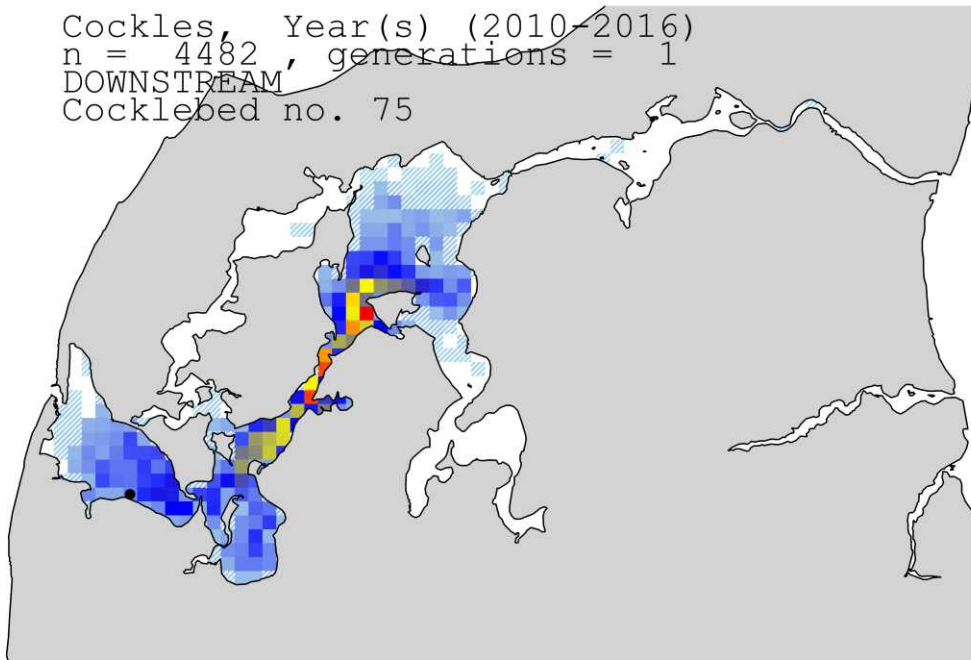 Cockles, Year(s) (2010-2016)
n = 4482 , generations = 1
DOWNSTREAM
Cocklebed no. 75